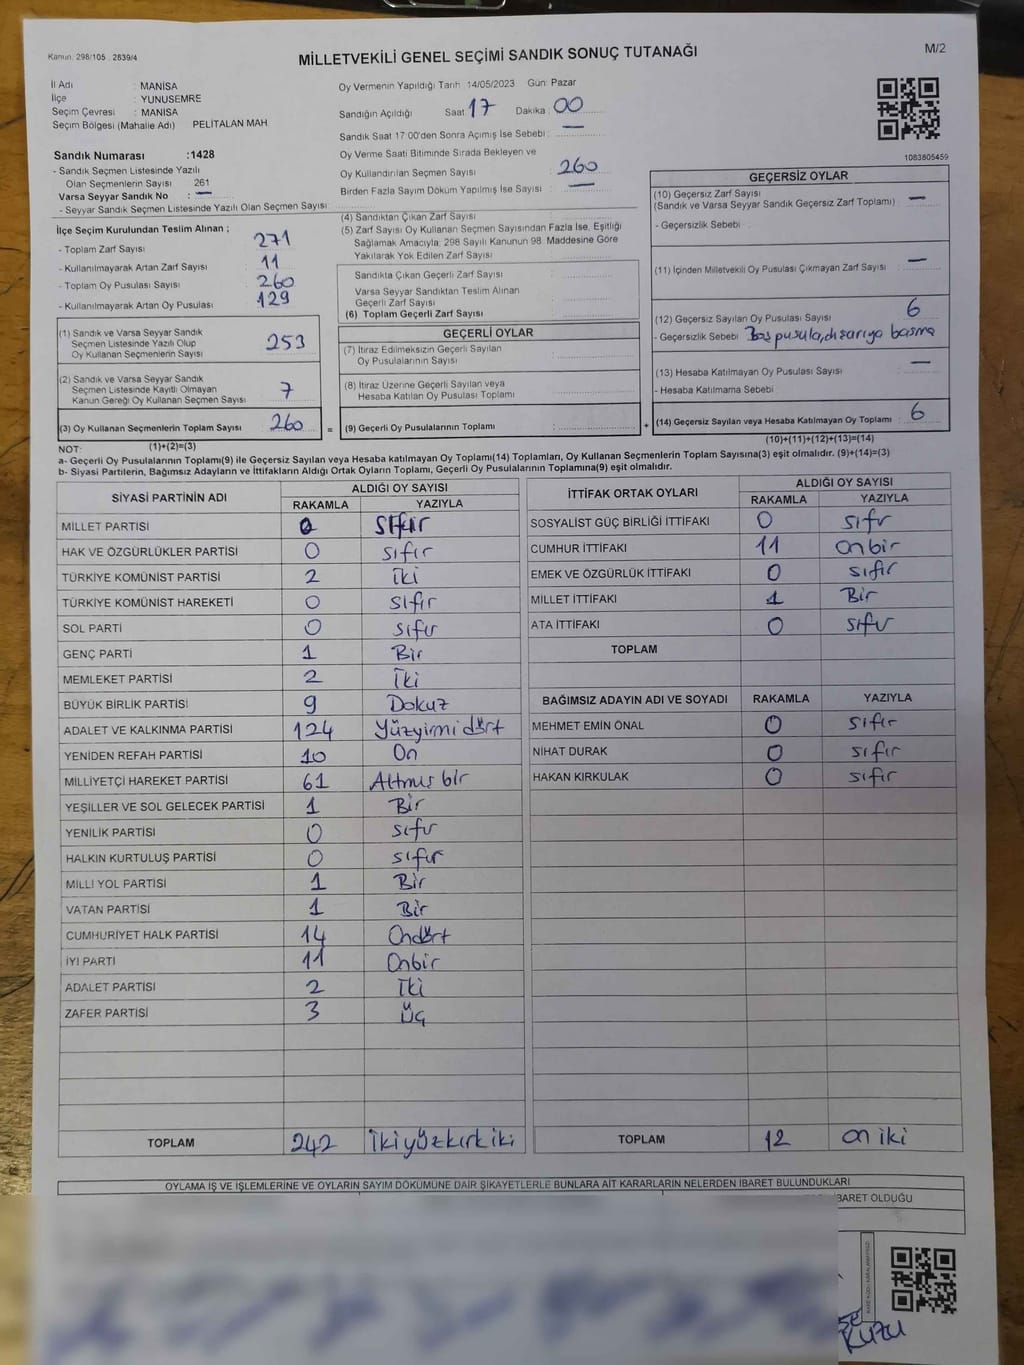 Kanun, 298/105 , 2839/4
MİLLETVEKİLİ GENEL SEÇİMİ SANDIK SONUÇ TUTANAĞI
M/2
İl Adı : MANİSA
İlçe : YUNUSEMRE
Seçim Çevresi : MANİSA
Seçim Bölgesi (Mahalle Adı) PELİTALAN MAH
Sandık Numarası :1428
- Sandık Seçmen Listesinde Yazılı
Olan Seçmenlerin Sayısı 261
Varsa Seyyar Sandık No : —
- Seyyar Sandık Seçmen Listesinde Yazılı Olan Seçmen Sayısı
Oy Vermenin Yapıldığı Tarih :14/05/2023 Gün: Pazar
Sandığın Açıldığı Saat 17 Dakika : 00
Sandık Saat 17:00'den Sonra Açılmış İse Sebebi : —
Oy Verme Saati Bitiminde Sırada Bekleyen ve
Oy Kullandırılan Seçmen Sayısı : 260
Birden Fazla Sayım Döküm Yapılmış İse Sayısı : —
1083805459
İlçe Seçim Kurulundan Teslim Alınan ;
- Toplam Zarf Sayısı 271
- Kullanılmayarak Artan Zarf Sayısı 11
- Toplam Oy Pusulası Sayısı 260
- Kullanılmayarak Artan Oy Pusulası 129
(1) Sandık ve Varsa Seyyar Sandık
Seçmen Listesinde Yazılı Olup
Oy Kullanan Seçmenlerin Sayısı 253
(2) Sandık ve Varsa Seyyar Sandık
Seçmen Listesinde Kayıtlı Olmayan
Kanun Gereği Oy Kullanan Seçmen Sayısı 7
(3) Oy Kullanan Seçmenlerin Toplam Sayısı 260 =
(4) Sandıktan Çıkan Zarf Sayısı
(5) Zarf Sayısı Oy Kullanan Seçmen Sayısından Fazla İse, Eşitliği
Sağlamak Amacıyla, 298 Sayılı Kanunun 98. Maddesine Göre
Yakılarak Yok Edilen Zarf Sayısı
Sandıkta Çıkan Geçerli Zarf Sayısı
Varsa Seyyar Sandıktan Teslim Alınan
Geçerli Zarf Sayısı
(6) Toplam Geçerli Zarf Sayısı
GEÇERLİ OYLAR
(7) İtiraz Edilmeksizin Geçerli Sayılan
Oy Pusulalarının Sayısı
(8) İtiraz Üzerine Geçerli Sayılan veya
Hesaba Katılan Oy Pusulası Toplamı
(9) Geçerli Oy Pusulalarının Toplamı +
GEÇERSİZ OYLAR
(10) Geçersiz Zarf Sayısı
(Sandık ve Varsa Seyyar Sandık Geçersiz Zarf Toplamı) : —
- Geçersizlik Sebebi
(11) İçinden Milletvekili Oy Pusulası Çıkmayan Zarf Sayısı : —
(12) Geçersiz Sayılan Oy Pusulası Sayısı 6
- Geçersizlik Sebebi Boş pusula, dısarıya basma
(13) Hesaba Katılmayan Oy Pusulası Sayısı : —
- Hesaba Katılmama Sebebi
(14) Geçersiz Sayılan veya Hesaba Katılmayan Oy Toplamı : 6
NOT: (1)+(2)=(3) (10)+(11)+(12)+(13)=(14)
a- Geçerli Oy Pusulalarının Toplamı(9) ile Geçersiz Sayılan veya Hesaba katılmayan Oy Toplamı(14) Toplamları, Oy Kullanan Seçmenlerin Toplam Sayısına(3) eşit olmalıdır. (9)+(14)=(3)
b- Siyasi Partilerin, Bağımsız Adayların ve İttifakların Aldığı Ortak Oyların Toplamı, Geçerli Oy Pusulalarının Toplamına(9) eşit olmalıdır.
SİYASİ PARTİNİN ADI ALDIĞI OY SAYISI
RAKAMLA YAZIYLA
MİLLET PARTİSİ 0 Sıfır
HAK VE ÖZGÜRLÜKLER PARTİSİ 0 sıfır
TÜRKİYE KOMÜNİST PARTİSİ 2 İki
TÜRKİYE KOMÜNİST HAREKETİ 0 Sıfır
SOL PARTİ 0 Sıfır
GENÇ PARTİ 1 Bir
MEMLEKET PARTİSİ 2 İki
BÜYÜK BİRLİK PARTİSİ 9 Dokuz
ADALET VE KALKINMA PARTİSİ 124 Yüzyirmi dört
YENİDEN REFAH PARTİSİ 10 On
MİLLİYETÇİ HAREKET PARTİSİ 61 Altmış bir
YEŞİLLER VE SOL GELECEK PARTİSİ 1 Bir
YENİLİK PARTİSİ 0 sıfır
HALKIN KURTULUŞ PARTİSİ 0 sıfır
MİLLİ YOL PARTİSİ 1 Bir
VATAN PARTİSİ 1 Bir
CUMHURİYET HALK PARTİSİ 14 Ondört
İYİ PARTİ 11 Onbir
ADALET PARTİSİ 2 İki
ZAFER PARTİSİ 3 Üç
TOPLAM 242 İkiyüzkırk iki
İTTİFAK ORTAK OYLARI ALDIĞI OY SAYISI
RAKAMLA YAZIYLA
SOSYALİST GÜÇ BİRLİĞİ İTTİFAKI 0 sıfır
CUMHUR İTTİFAKI 11 Onbir
EMEK VE ÖZGÜRLÜK İTTİFAKI 0 sıfır
MİLLET İTTİFAKI 1 Bir
ATA İTTİFAKI 0 sıfır
TOPLAM
BAĞIMSIZ ADAYIN ADI VE SOYADI RAKAMLA YAZIYLA
MEHMET EMİN ÖNAL 0 Sıfır
NİHAT DURAK 0 sıfır
HAKAN KIRKULAK 0 sıfır
TOPLAM 12 on iki
OYLAMA İŞ VE İŞLEMLERİNE VE OYLARIN SAYIM DÖKÜMÜNE DAİR ŞİKAYETLERLE BUNLARA AİT KARARLARIN NELERDEN İBARET BULUNDUKLARI
İBARET OLDUĞU
KUZU